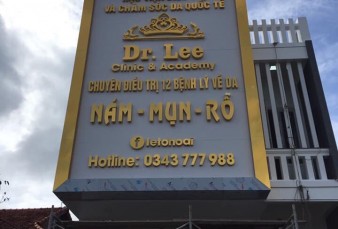 VÀ CHĂM SÓC DA QUỐC TẾ
Dr. Lee
Clinic & Academy
CHUYÊN ĐIỀU TRỊ 12 BỆNH LÝ VỀ DA
NÁM - MỤN - RỖ
f letonoai
Hotline: 0343 777 988